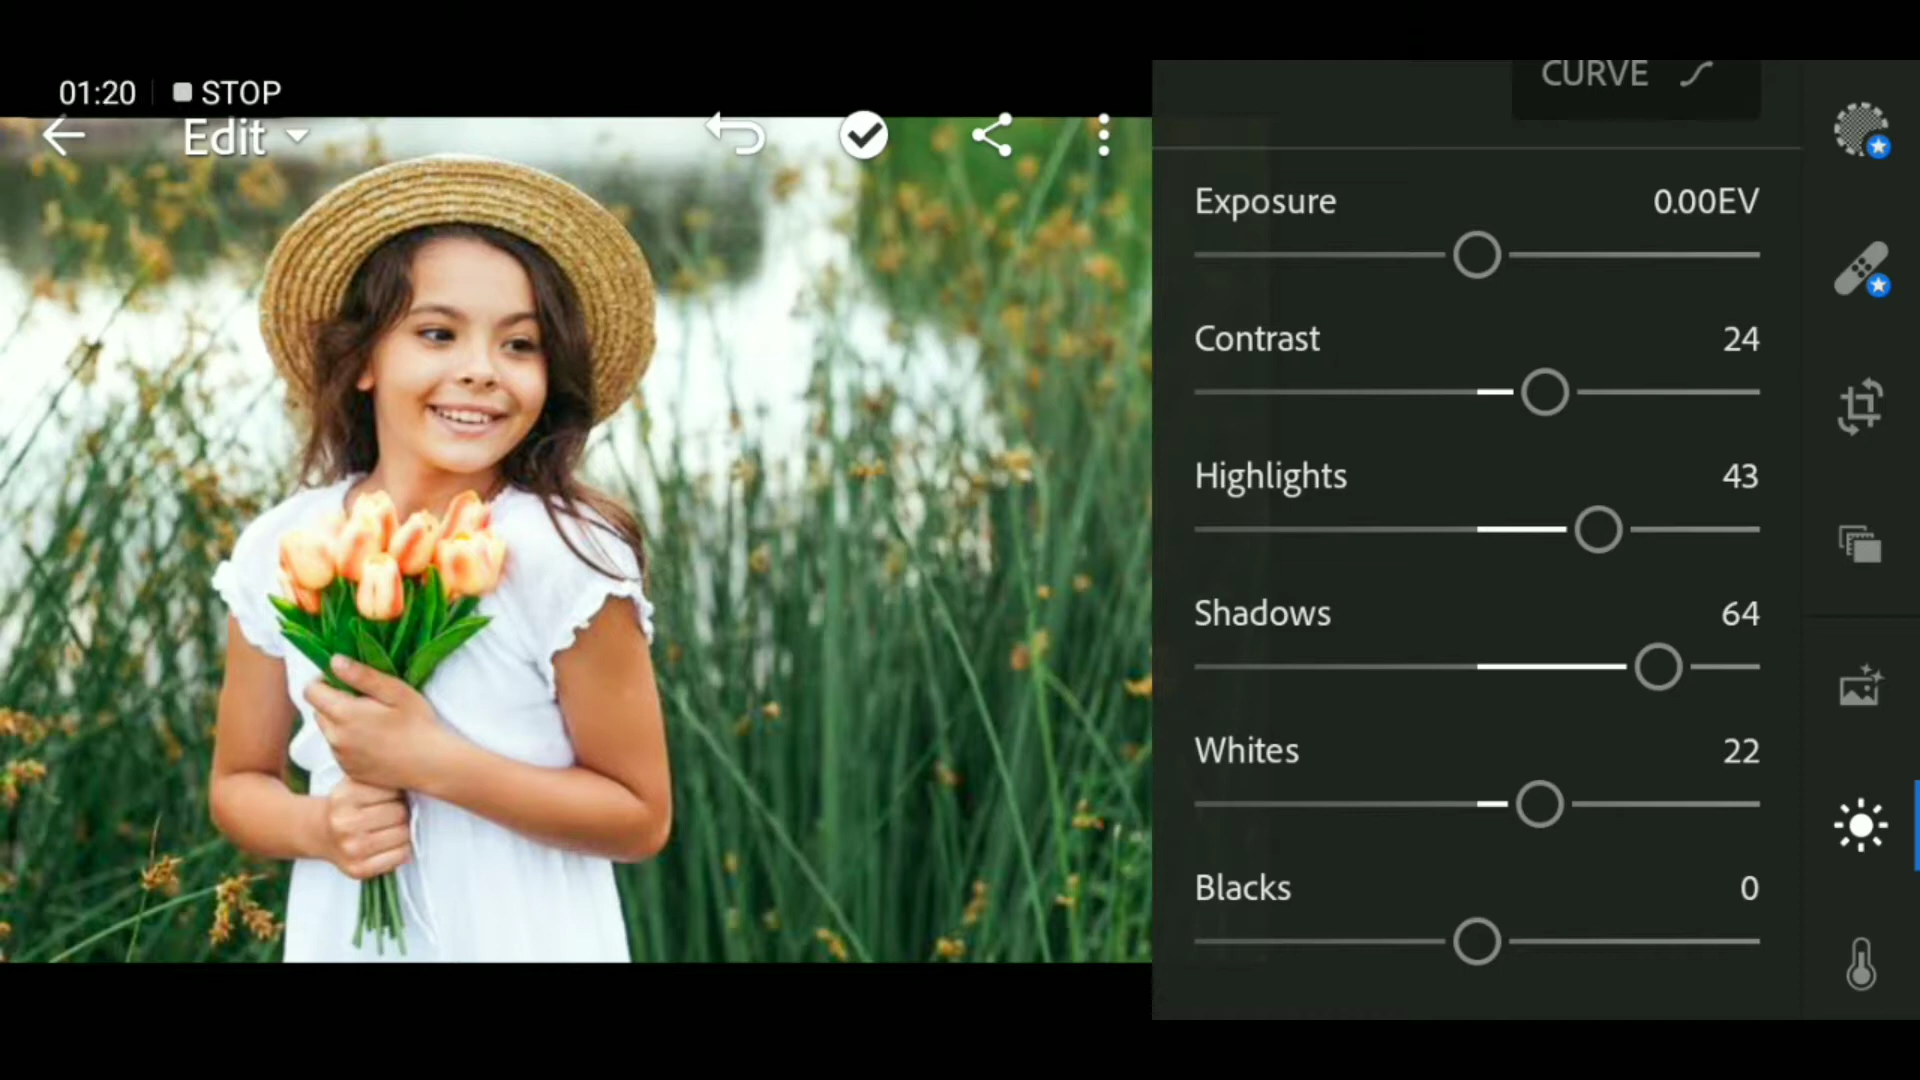 01:20 STOP
Edit
CURVE
Exposure 0.00EV
Contrast 24
Highlights 43
Shadows 64
Whites 22
Blacks 0